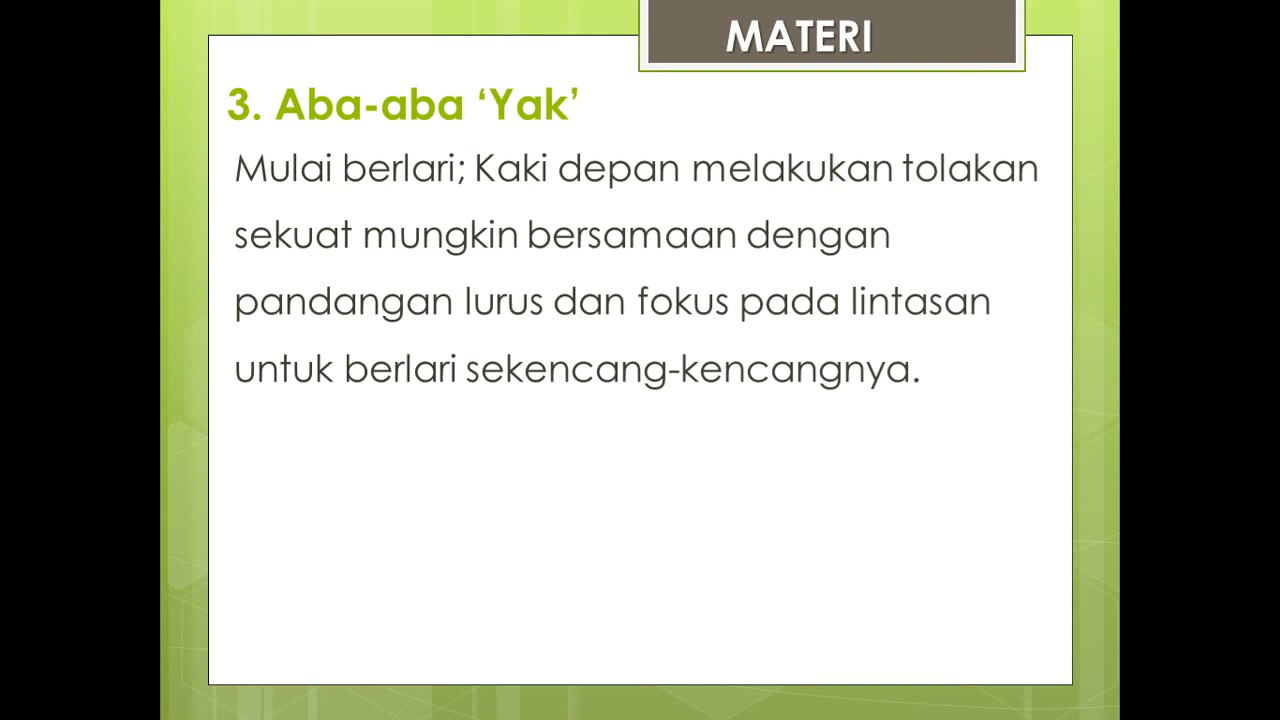 MATERI
3. Aba-aba ‘Yak’
Mulai berlari; Kaki depan melakukan tolakan
sekuat mungkin bersamaan dengan
pandangan lurus dan fokus pada lintasan
untuk berlari sekencang-kencangnya.